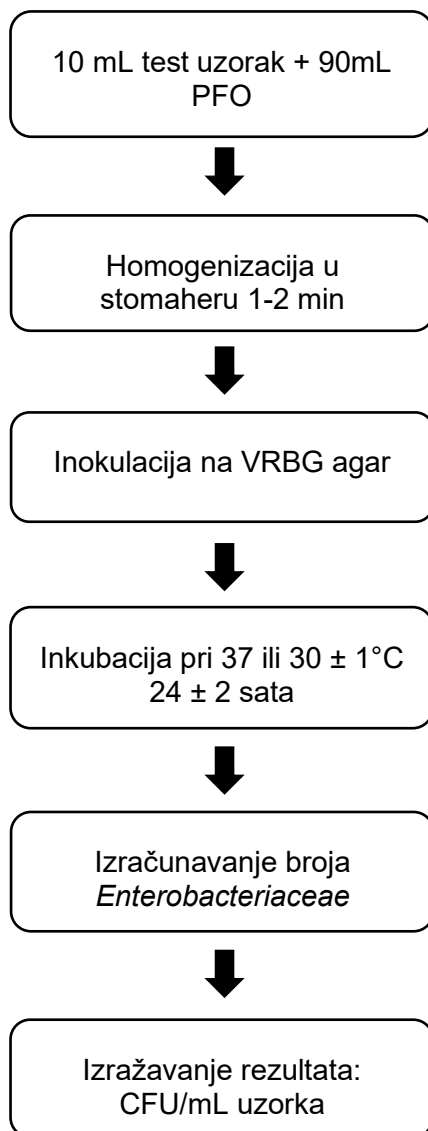 10 mL test uzorak + 90mL
PFO
Homogenizacija u
stomaheru 1-2 min
Inokulacija na VRBG agar
Inkubacija pri 37 ili 30 ± 1°C
24 ± 2 sata
Izračunavanje broja
Enterobacteriaceae
Izražavanje rezultata:
CFU/mL uzorka